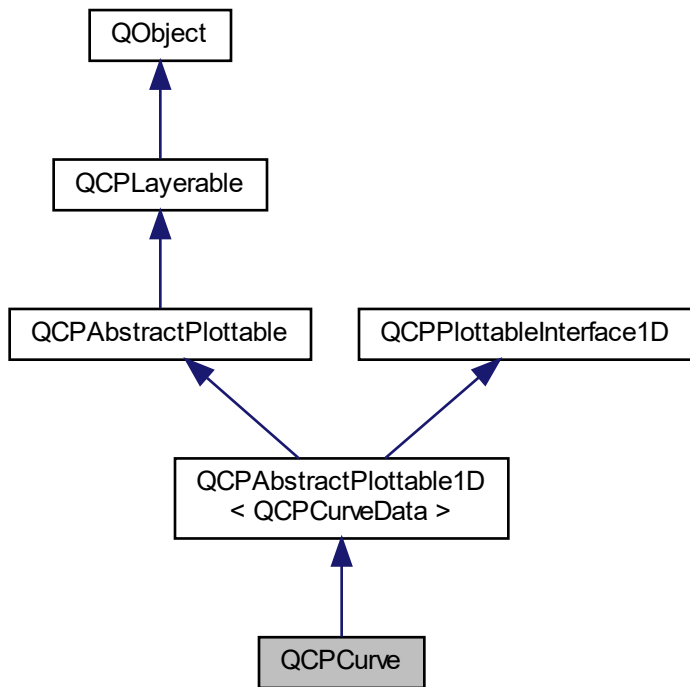 QObject
QCPLayerable
QCPAbstractPlottable
QCPPlottableInterface1D
QCPAbstractPlottable1D
< QCPCurveData >
QCPCurve